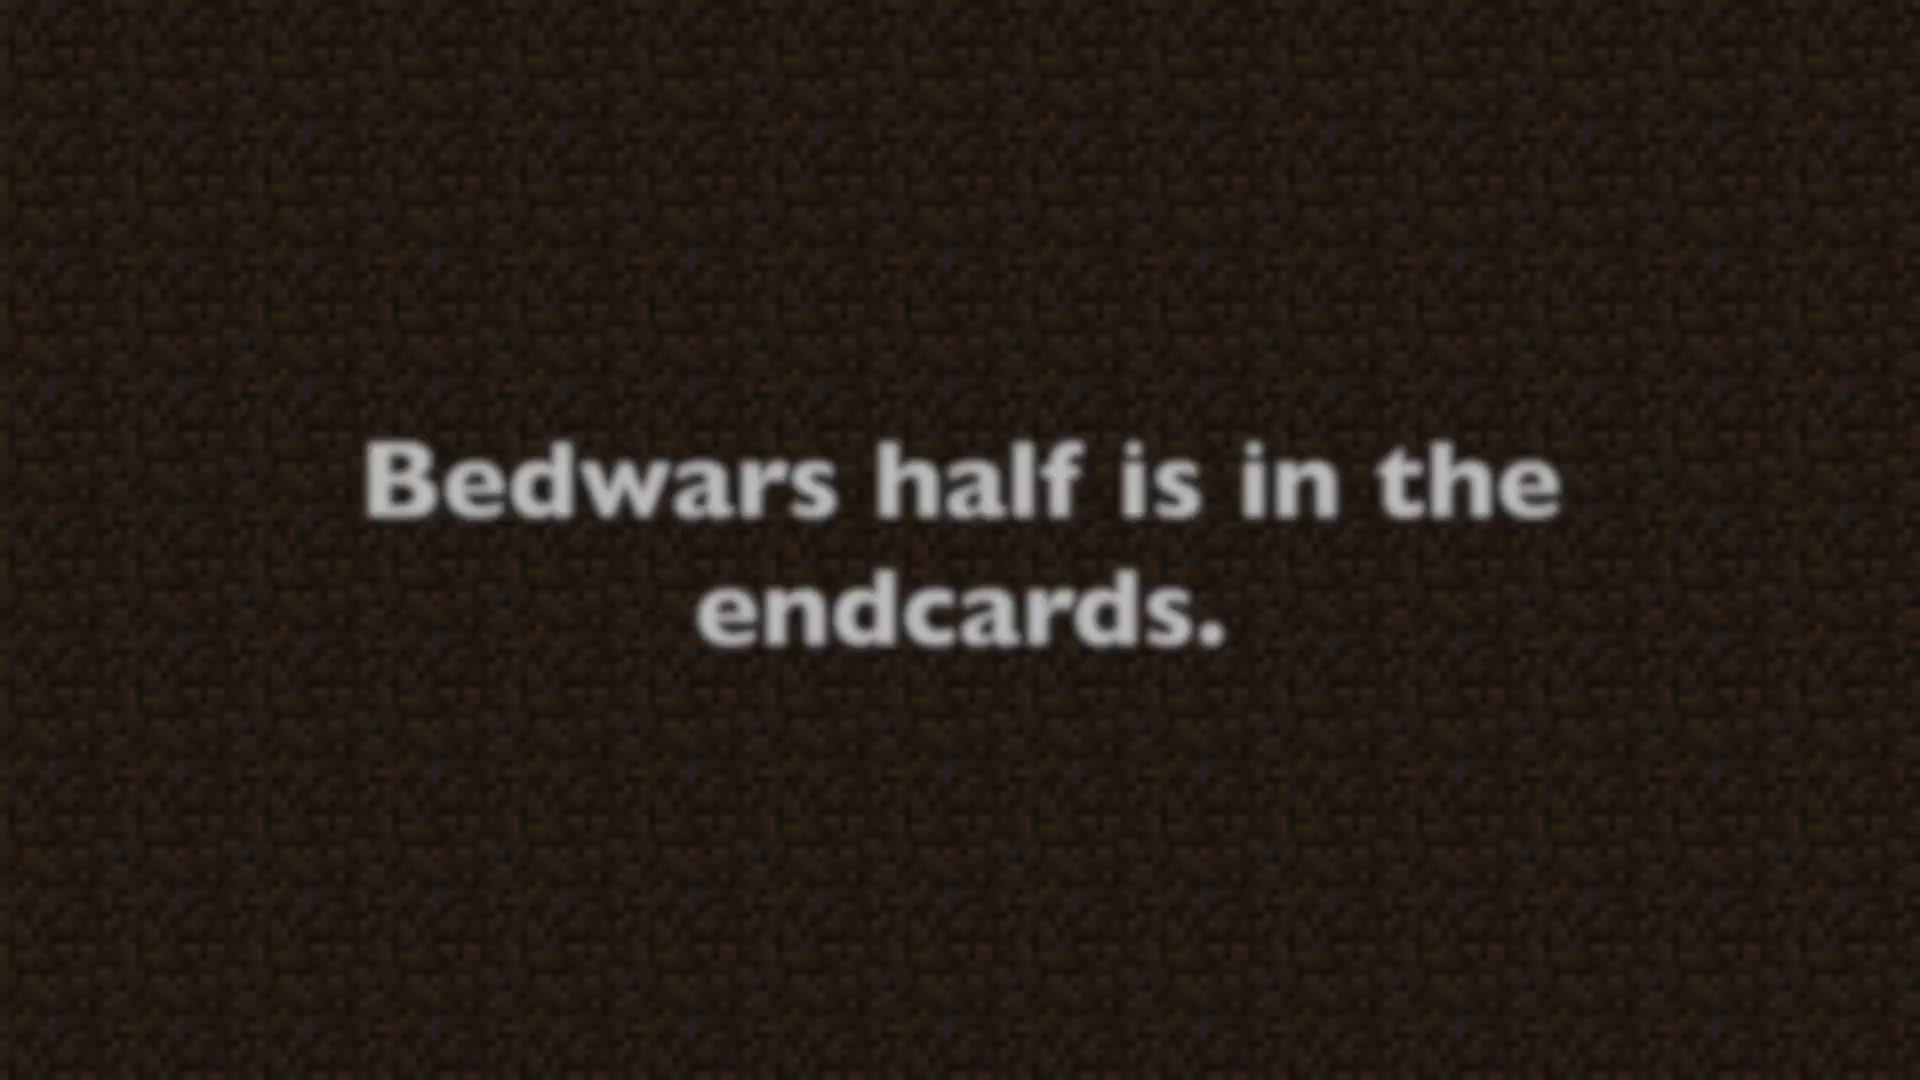 Bedwars half is in the
endcards.